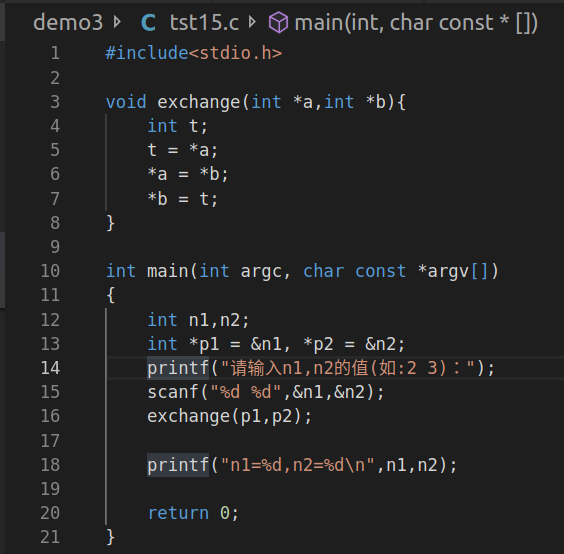 demo3 > C tst15.c > main(int, char const * [])
1 #include<stdio.h>
2
3 void exchange(int *a,int *b){
4     int t;
5     t = *a;
6     *a = *b;
7     *b = t;
8 }
9
10 int main(int argc, char const *argv[])
11 {
12     int n1,n2;
13     int *p1 = &n1, *p2 = &n2;
14     printf("请输入n1,n2的值(如:2 3)：");
15     scanf("%d %d",&n1,&n2);
16     exchange(p1,p2);
17
18     printf("n1=%d,n2=%d\n",n1,n2);
19
20     return 0;
21 }